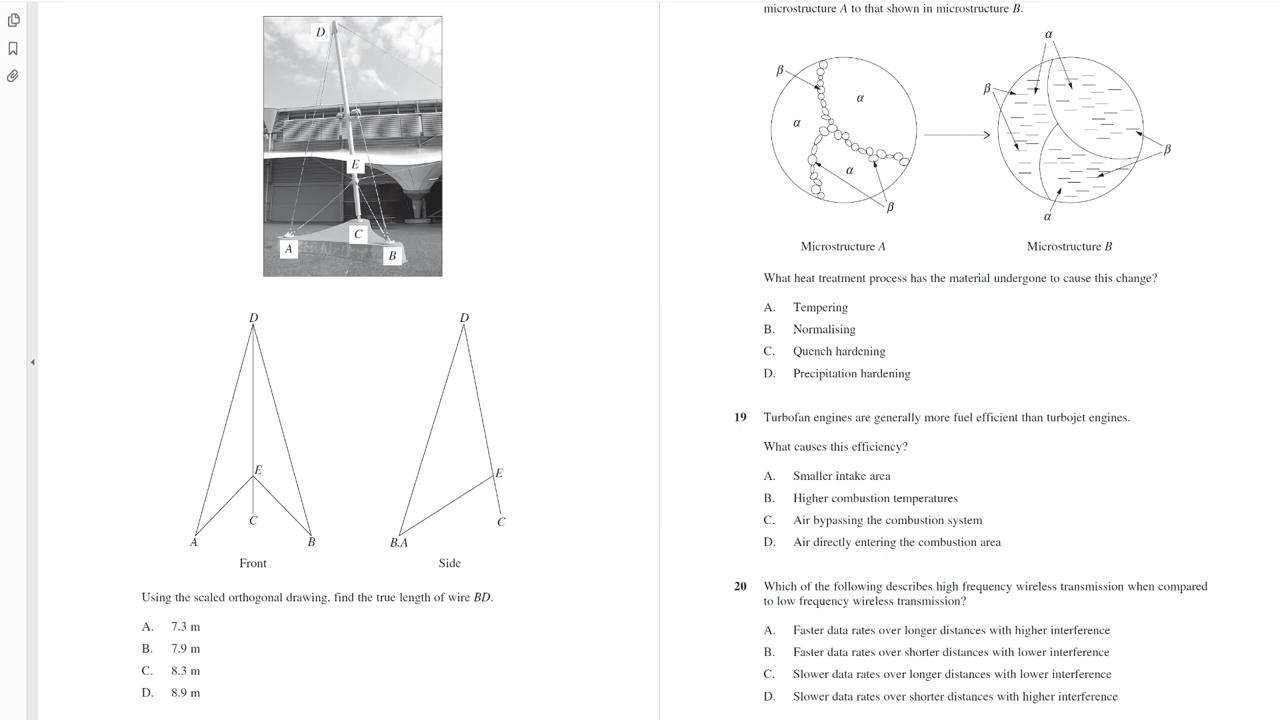 D
E
C
A
B
D
E
C
A
B
Front
D
E
C
B,A
Side
Using the scaled orthogonal drawing, find the true length of wire BD.
A. 7.3 m
B. 7.9 m
C. 8.3 m
D. 8.9 m
microstructure A to that shown in microstructure B.
β
α
α
α
β
Microstructure A
α
β
β
α
Microstructure B
What heat treatment process has the material undergone to cause this change?
A. Tempering
B. Normalising
C. Quench hardening
D. Precipitation hardening
19 Turbofan engines are generally more fuel efficient than turbojet engines.
What causes this efficiency?
A. Smaller intake area
B. Higher combustion temperatures
C. Air bypassing the combustion system
D. Air directly entering the combustion area
20 Which of the following describes high frequency wireless transmission when compared
to low frequency wireless transmission?
A. Faster data rates over longer distances with higher interference
B. Faster data rates over shorter distances with lower interference
C. Slower data rates over longer distances with lower interference
D. Slower data rates over shorter distances with higher interference